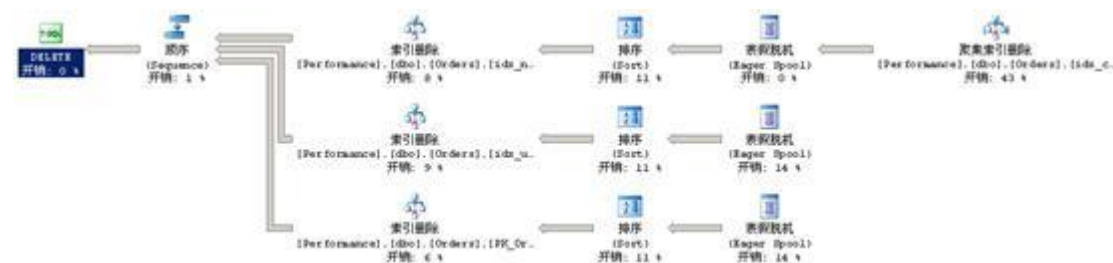 DELETE
开销: 0 %
顺序
(Sequence)
开销: 1 %
索引删除
[Performance].[dbo].[Orders].[idx_n…
开销: 8 %
排序
(Sort)
开销: 11 %
表假脱机
(Eager Spool)
开销: 0 %
聚集索引删除
[Performance].[dbo].[Orders].[idx_c…
开销: 43 %
索引删除
[Performance].[dbo].[Orders].[idx_u…
开销: 9 %
排序
(Sort)
开销: 11 %
表假脱机
(Eager Spool)
开销: 14 %
索引删除
[Performance].[dbo].[Orders].[PK_Or…
开销: 6 %
排序
(Sort)
开销: 11 %
表假脱机
(Eager Spool)
开销: 14 %